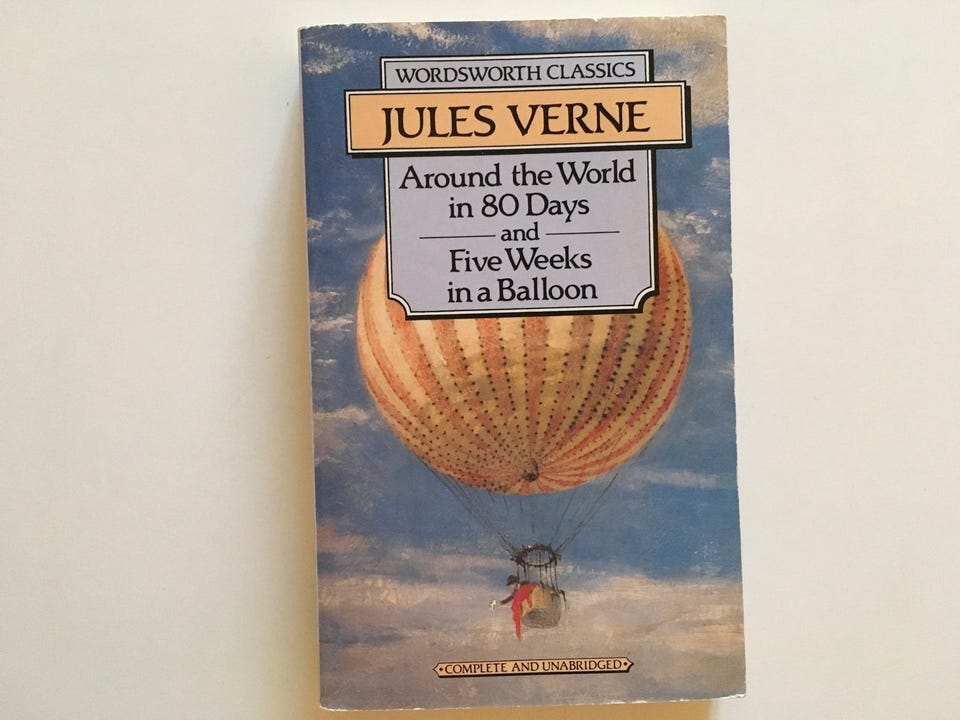 WORDSWORTH CLASSICS
JULES VERNE
Around the World
in 80 Days
and
Five Weeks
in a Balloon
• COMPLETE AND UNABRIDGED •